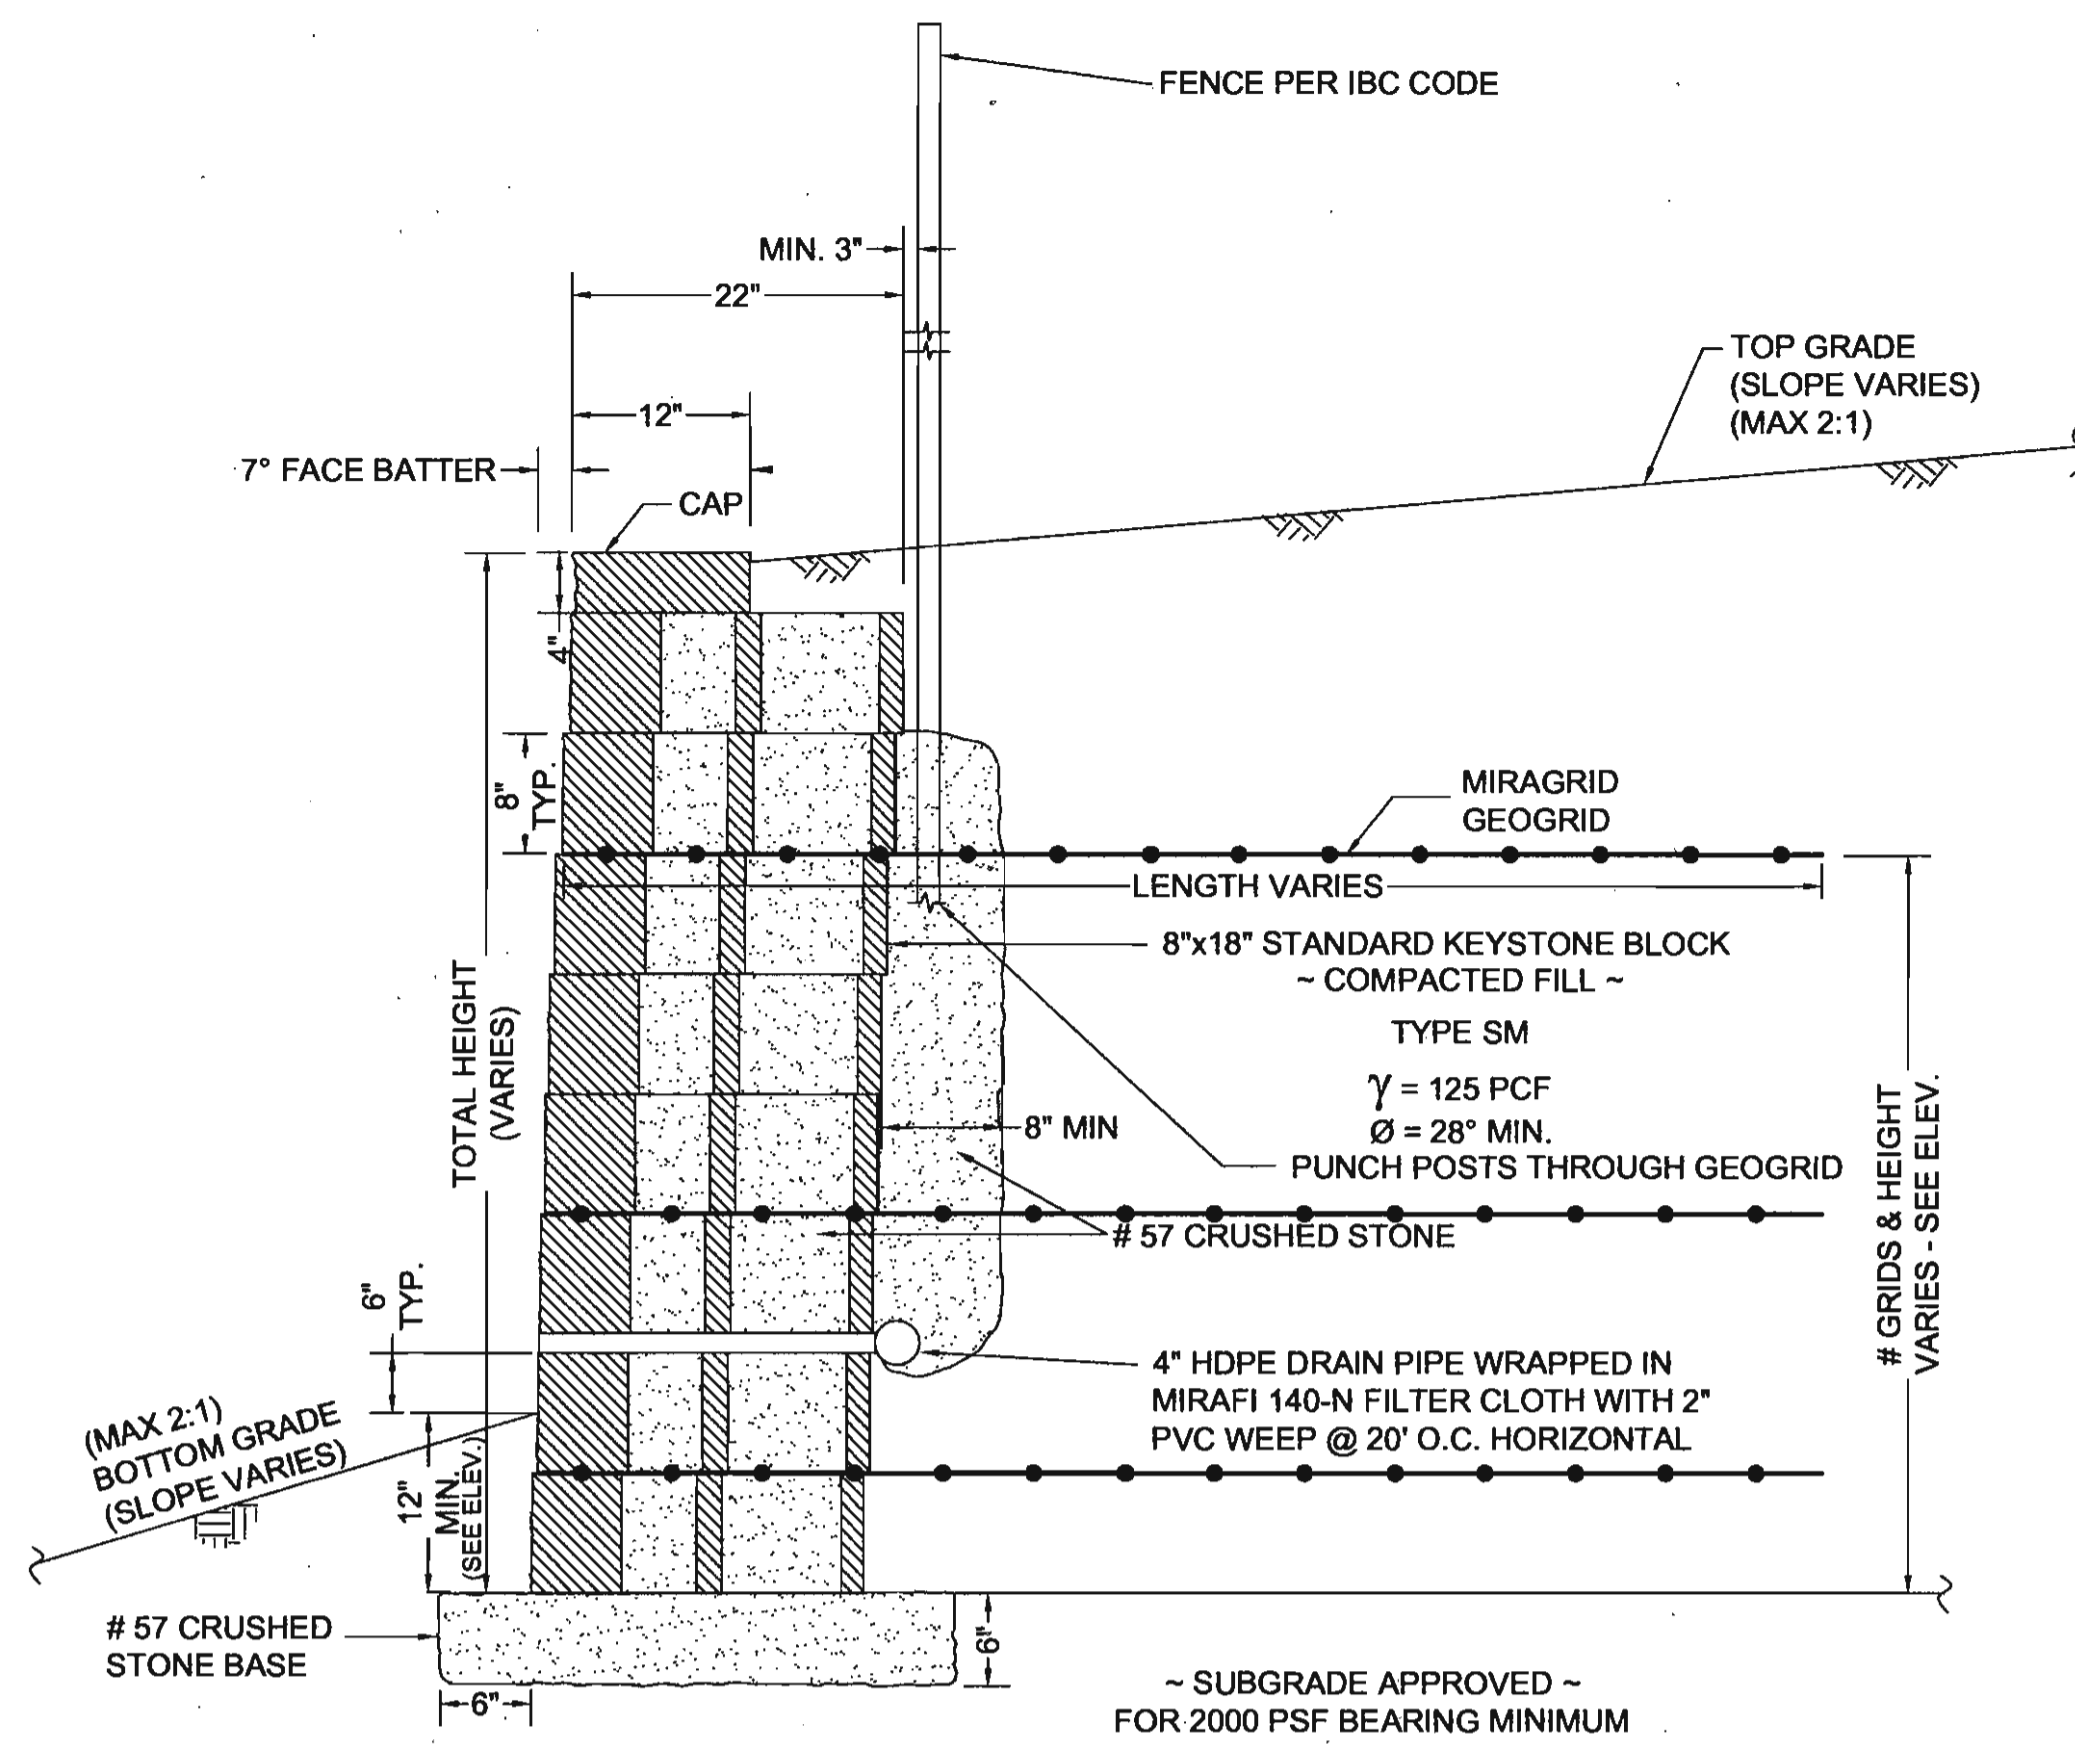 FENCE PER IBC CODE
MIN. 3"
22"
TOP GRADE
(SLOPE VARIES)
(MAX 2:1)
12"
7° FACE BATTER
CAP
4"
8"
TYP.
MIRAGRID
GEOGRID
LENGTH VARIES
8"x18" STANDARD KEYSTONE BLOCK
~ COMPACTED FILL ~
TYPE SM
γ = 125 PCF
Ø = 28° MIN.
8" MIN
PUNCH POSTS THROUGH GEOGRID
# 57 CRUSHED STONE
TOTAL HEIGHT
(VARIES)
# GRIDS & HEIGHT
VARIES - SEE ELEV.
6"
TYP.
4" HDPE DRAIN PIPE WRAPPED IN
MIRAFI 140-N FILTER CLOTH WITH 2"
PVC WEEP @ 20' O.C. HORIZONTAL
(MAX 2:1)
BOTTOM GRADE
(SLOPE VARIES)
12"
MIN.
(SEE ELEV.)
# 57 CRUSHED
STONE BASE
6"
6"
~ SUBGRADE APPROVED ~
FOR 2000 PSF BEARING MINIMUM